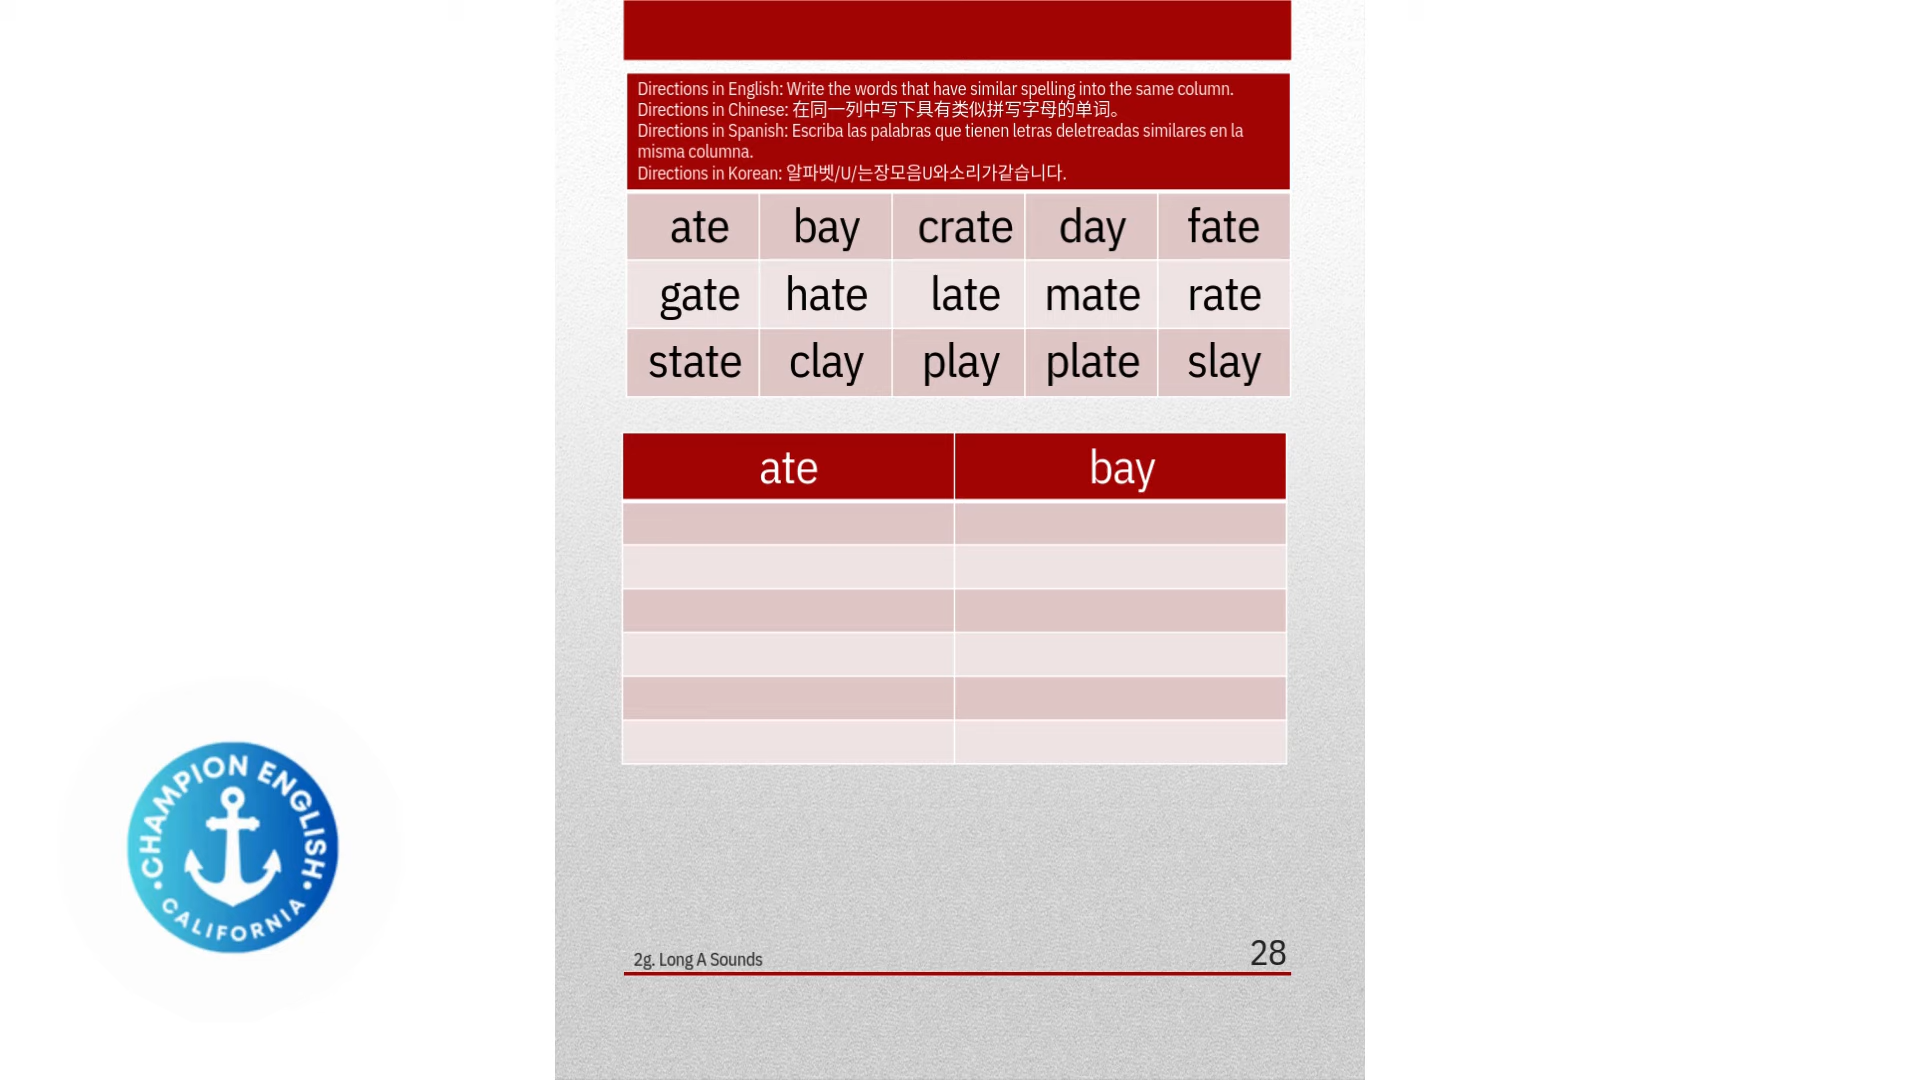 Directions in English: Write the words that have similar spelling into the same column.
Directions in Chinese: 在同一列中写下具有类似拼写字母的单词。
Directions in Spanish: Escriba las palabras que tienen letras deletreadas similares en la
misma columna.
Directions in Korean: 알파벳/U/는장모음U와소리가같습니다.
ate bay crate day fate
gate hate late mate rate
state clay play plate slay
ate bay
CHAMPION ENGLISH
CALIFORNIA
2g. Long A Sounds 28